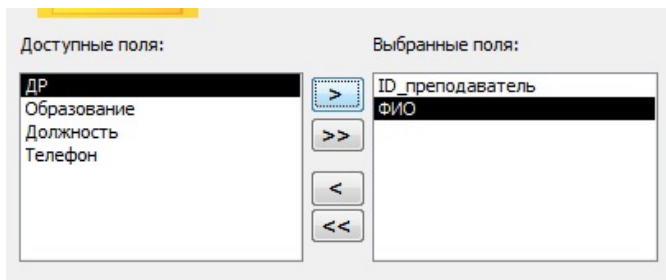 Доступные поля:
Выбранные поля:
ДР
Образование
Должность
Телефон
>
>>
<
<<
ID_преподаватель
ФИО